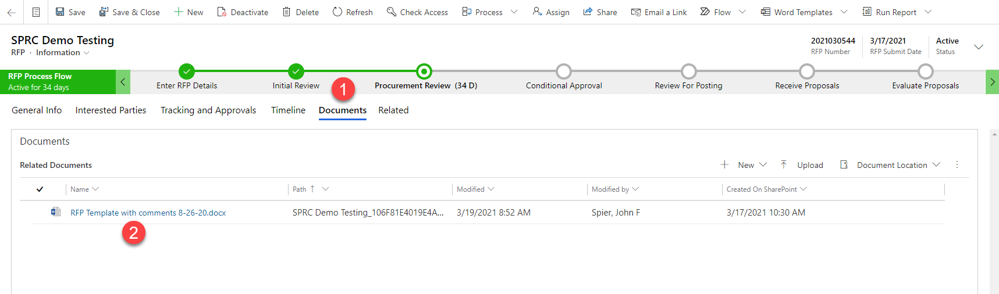 Save Save & Close New Deactivate Delete Refresh Check Access Process Assign Share Email a Link Flow Word Templates Run Report
SPRC Demo Testing
RFP · Information
2021030544 3/17/2021 Active
RFP Number RFP Submit Date Status
RFP Process Flow
Active for 34 days
Enter RFP Details Initial Review Procurement Review (34 D) Conditional Approval Review For Posting Receive Proposals Evaluate Proposals
1
General Info Interested Parties Tracking and Approvals Timeline Documents Related
Documents
Related Documents New Upload Document Location
Name Path Modified Modified by Created On SharePoint
RFP Template with comments 8-26-20.docx SPRC Demo Testing_106F81E4019E4A... 3/19/2021 8:52 AM Spier, John F 3/17/2021 10:30 AM
2